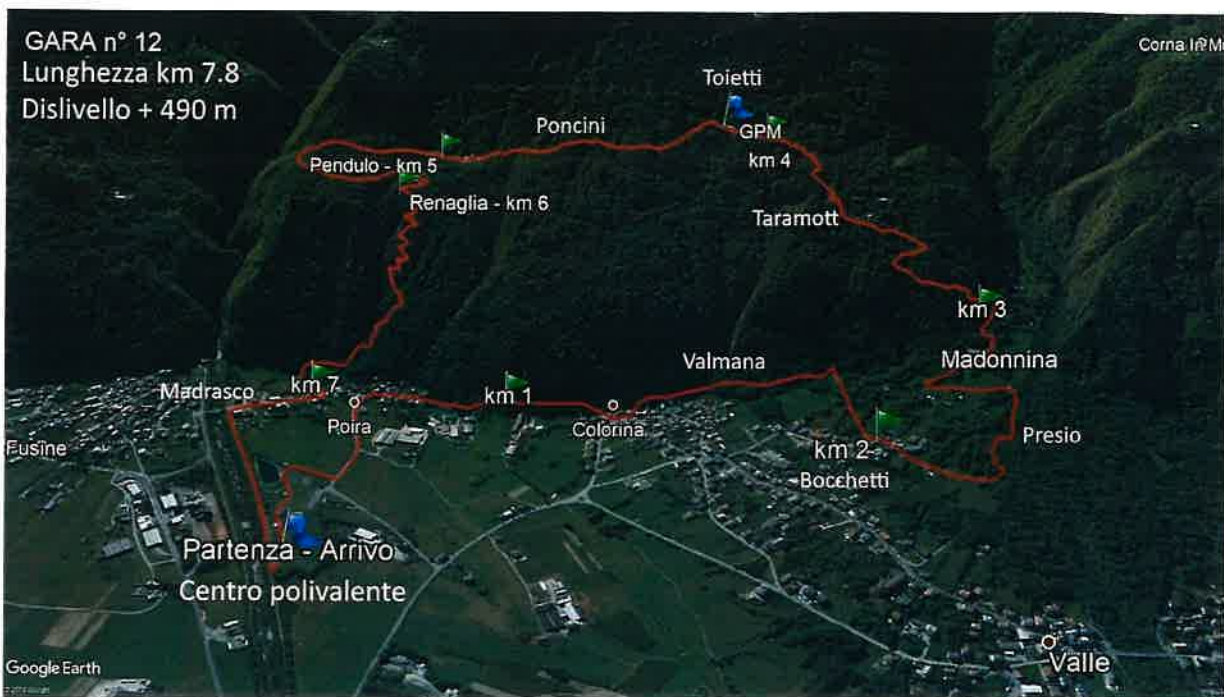 GARA n° 12
Lunghezza km 7.8
Dislivello + 490 m
Toietti
Poncini
GPM
km 4
Pendulo - km 5
Renaglia - km 6
Taramott
km 3
Madonnina
Valmana
Madrasco
km 7
km 1
Poira
Colorina
Fusine
km 2
Bocchetti
Presio
Partenza - Arrivo
Centro polivalente
Valle
Google Earth